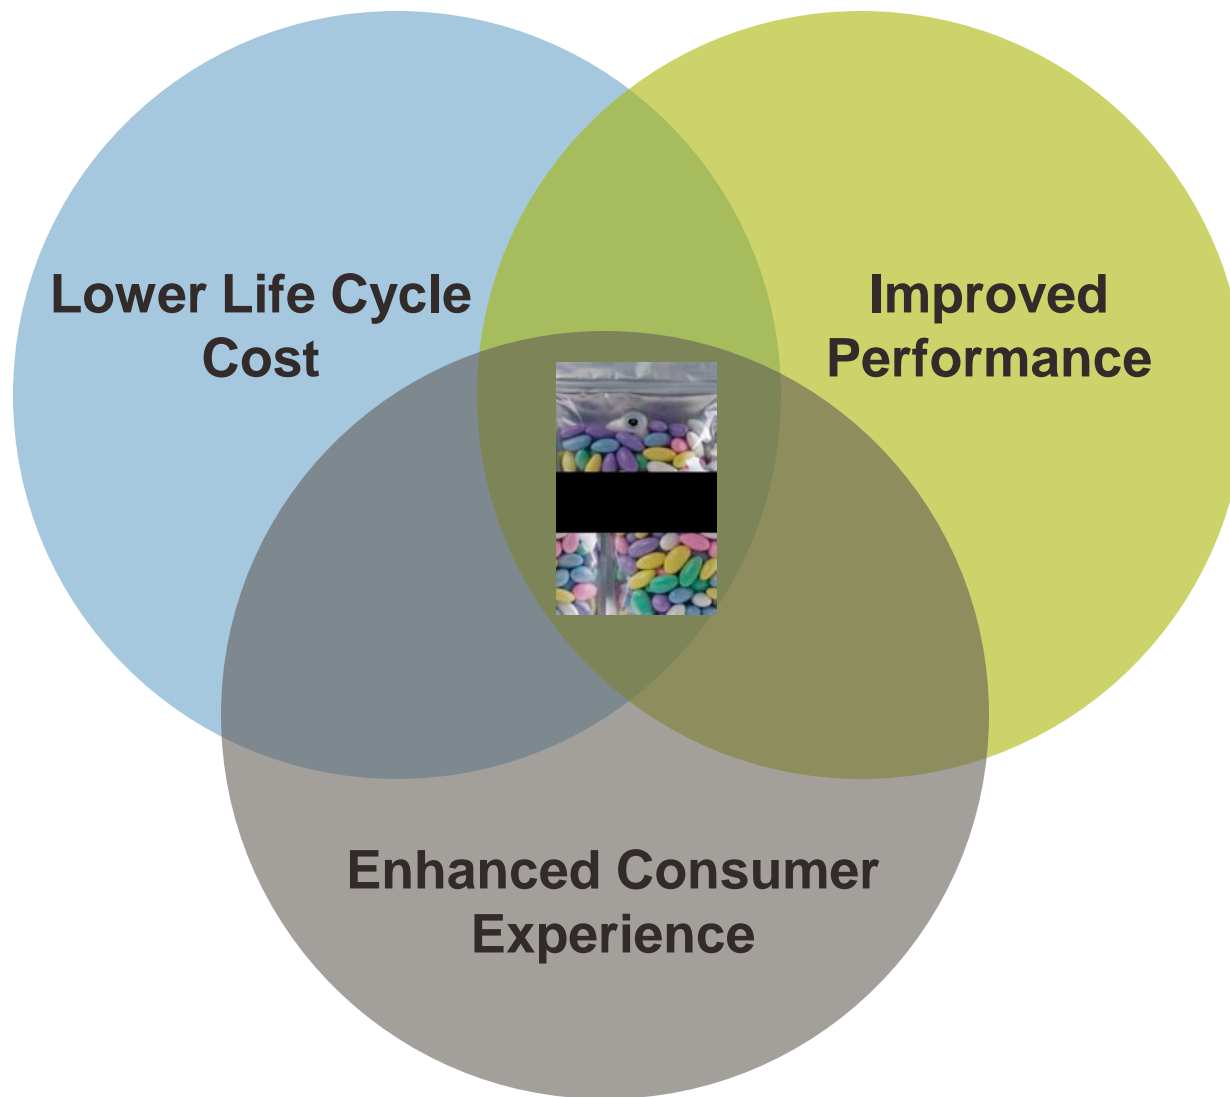 Lower Life Cycle
Cost
Improved
Performance
Enhanced Consumer
Experience